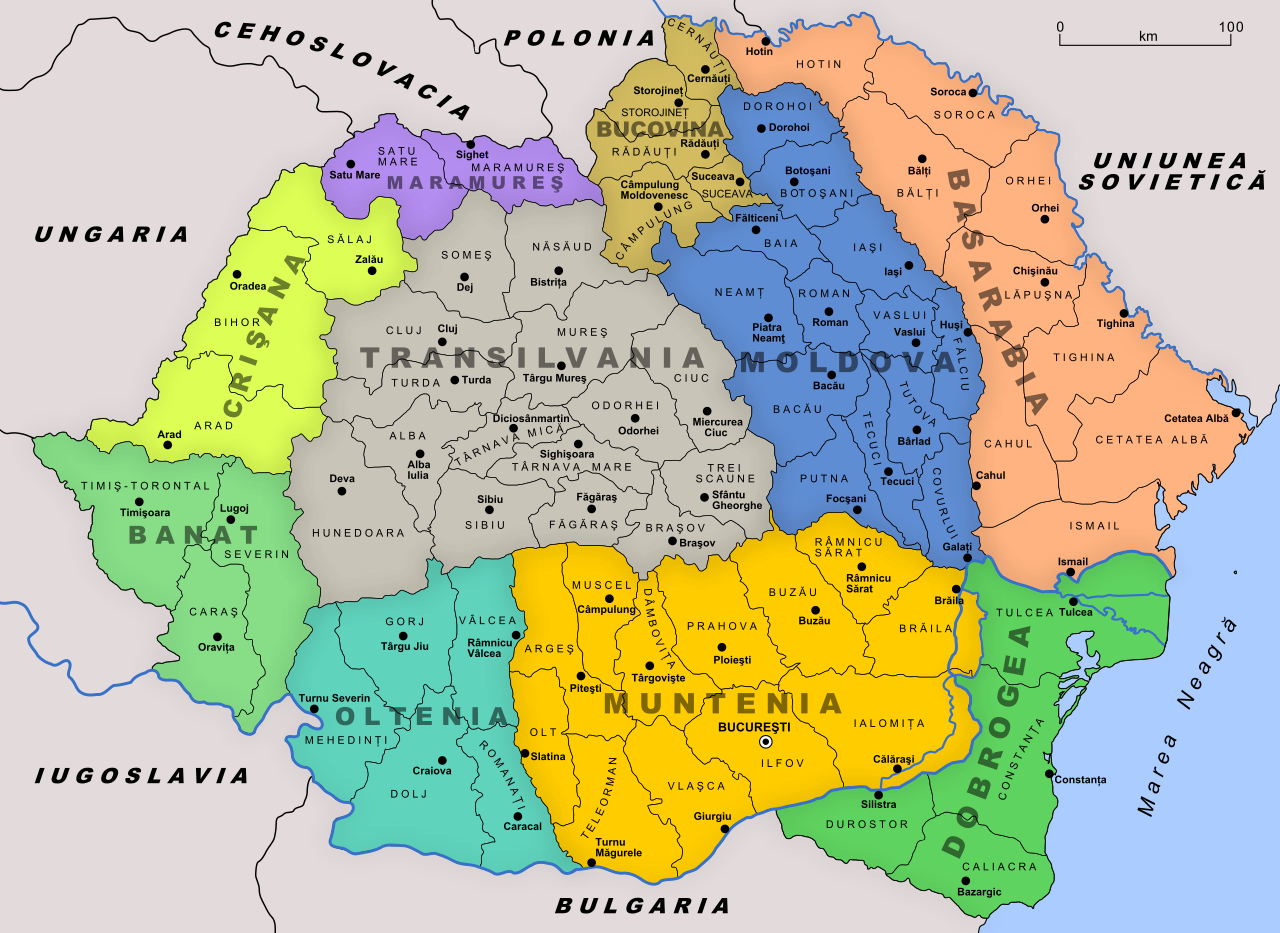 CEHOSLOVACIA
POLONIA
0
100
km
UNIUNEA
SOVIETICĂ
UNGARIA
IUGOSLAVIA
BULGARIA
Marea Neagră
CERNĂUȚI
Cernăuți
Storojineț
STOROJINEȚ
BUCOVINA
RĂDĂUȚI
Rădăuți
Suceava
SUCEAVA
Câmpulung
Moldovenesc
CÂMPULUNG
Hotin
HOTIN
Soroca
SOROCA
Bălți
BĂLȚI
ORHEI
Orhei
BASARABIA
Chișinău
LĂPUȘNA
Tighina
TIGHINA
Cetatea Albă
CETATEA ALBĂ
CAHUL
Cahul
ISMAIL
Ismail
DOROHOI
Dorohoi
Botoșani
BOTOȘANI
Fălticeni
BAIA
IAȘI
Iași
NEAMȚ
Piatra
Neamț
ROMAN
Roman
VASLUI
Vaslui
Huși
FĂLCIU
MOLDOVA
Bacău
BACĂU
TUTOVA
Bârlad
TECUCI
Tecuci
COVURLUI
Galați
PUTNA
Focșani
SATU
MARE
Satu Mare
Sighet
MARAMUREȘ
MARAMUREȘ
SĂLAJ
Zalău
Oradea
BIHOR
CRIȘANA
ARAD
Arad
SOMEȘ
Dej
NĂSĂUD
Bistrița
CLUJ
Cluj
MUREȘ
TRANSILVANIA
TURDA
Turda
Târgu Mureș
CIUC
Miercurea
Ciuc
ODORHEI
Odorhei
Diciosânmartin
TÂRNAVA MICĂ
ALBA
Alba
Iulia
Sighișoara
TÂRNAVA MARE
TREI
SCAUNE
Sfântu
Gheorghe
Deva
HUNEDOARA
Sibiu
SIBIU
Făgăraș
FĂGĂRAȘ
BRAȘOV
Brașov
TIMIȘ-TORONTAL
Timișoara
Lugoj
BANAT
SEVERIN
CARAȘ
Oravița
GORJ
Târgu Jiu
VÂLCEA
Râmnicu
Vâlcea
Turnu Severin
OLTENIA
MEHEDINȚI
Craiova
DOLJ
ROMANAȚI
Caracal
MUSCEL
Câmpulung
ARGEȘ
Pitești
DÂMBOVIȚA
Târgoviște
PRAHOVA
Ploiești
BUZĂU
Buzău
RÂMNICU
SĂRAT
Râmnicu
Sărat
BRĂILA
Brăila
MUNTENIA
OLT
Slatina
TELEORMAN
Turnu
Măgurele
VLAȘCA
Giurgiu
BUCUREȘTI
ILFOV
IALOMIȚA
Călărași
TULCEA
Tulcea
DOBROGEA
CONSTANȚA
Constanța
Silistra
DUROSTOR
CALIACRA
Bazargic